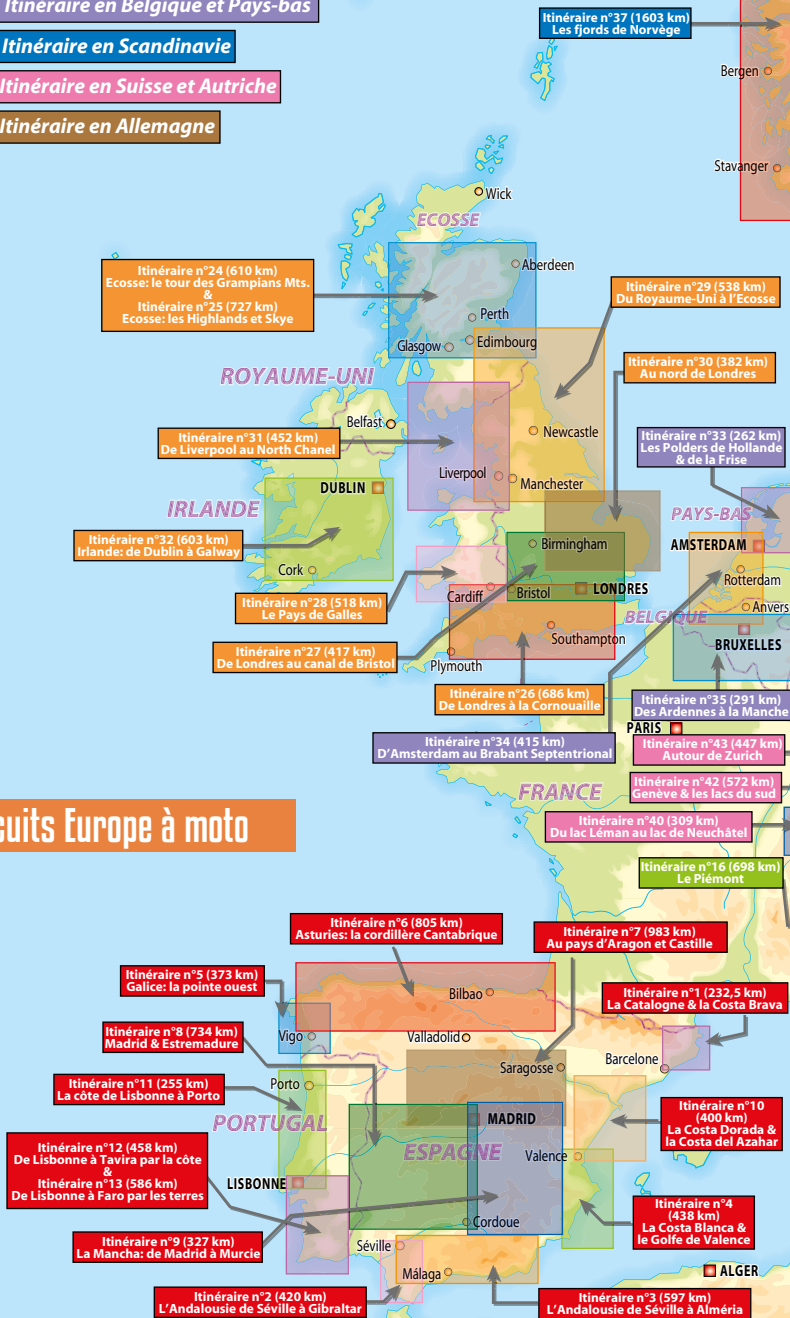 Itinéraire en Belgique et Pays-bas
Itinéraire en Scandinavie
Itinéraire en Suisse et Autriche
Itinéraire en Allemagne
Itinéraire n°37 (1603 km)
Les fjords de Norvège
Bergen
Stavanger
Wick
ECOSSE
Aberdeen
Itinéraire n°24 (610 km)
Ecosse: le tour des Grampians Mts.
&
Itinéraire n°25 (727 km)
Ecosse: les Highlands et Skye
Itinéraire n°29 (538 km)
Du Royaume-Uni à l'Ecosse
Perth
Glasgow
Edimbourg
Itinéraire n°30 (382 km)
Au nord de Londres
ROYAUME-UNI
Belfast
Newcastle
Itinéraire n°31 (452 km)
De Liverpool au North Chanel
Itinéraire n°33 (262 km)
Les Polders de Hollande
& de la Frise
Liverpool
Manchester
DUBLIN
IRLANDE
PAYS-BAS
Itinéraire n°32 (603 km)
Irlande: de Dublin à Galway
Birmingham
AMSTERDAM
Cork
Rotterdam
Cardiff
Bristol
LONDRES
Itinéraire n°28 (518 km)
Le Pays de Galles
Anvers
BELGIQUE
Southampton
BRUXELLES
Itinéraire n°27 (417 km)
De Londres au canal de Bristol
Plymouth
Itinéraire n°26 (686 km)
De Londres à la Cornouaille
Itinéraire n°35 (291 km)
Des Ardennes à la Manche
PARIS
Itinéraire n°34 (415 km)
D'Amsterdam au Brabant Septentrional
Itinéraire n°43 (447 km)
Autour de Zurich
FRANCE
Itinéraire n°42 (572 km)
Genève & les lacs du sud
cuits Europe à moto
Itinéraire n°40 (309 km)
Du lac Léman au lac de Neuchâtel
Itinéraire n°16 (698 km)
Le Piémont
Itinéraire n°6 (805 km)
Asturies: la cordillère Cantabrique
Itinéraire n°7 (983 km)
Au pays d'Aragon et Castille
Itinéraire n°5 (373 km)
Galice: la pointe ouest
Bilbao
Itinéraire n°1 (232,5 km)
La Catalogne & la Costa Brava
Itinéraire n°8 (734 km)
Madrid & Estremadure
Vigo
Valladolid
Saragosse
Barcelone
Itinéraire n°11 (255 km)
La côte de Lisbonne à Porto
Porto
PORTUGAL
MADRID
Itinéraire n°10
(400 km)
La Costa Dorada &
la Costa del Azahar
ESPAGNE
Valence
Itinéraire n°12 (458 km)
De Lisbonne à Tavira par la côte
&
Itinéraire n°13 (586 km)
De Lisbonne à Faro par les terres
LISBONNE
Itinéraire n°4
(438 km)
La Costa Blanca &
le Golfe de Valence
Cordoue
Itinéraire n°9 (327 km)
La Mancha: de Madrid à Murcie
Séville
Málaga
ALGER
Itinéraire n°2 (420 km)
L'Andalousie de Séville à Gibraltar
Itinéraire n°3 (597 km)
L'Andalousie de Séville à Alméria